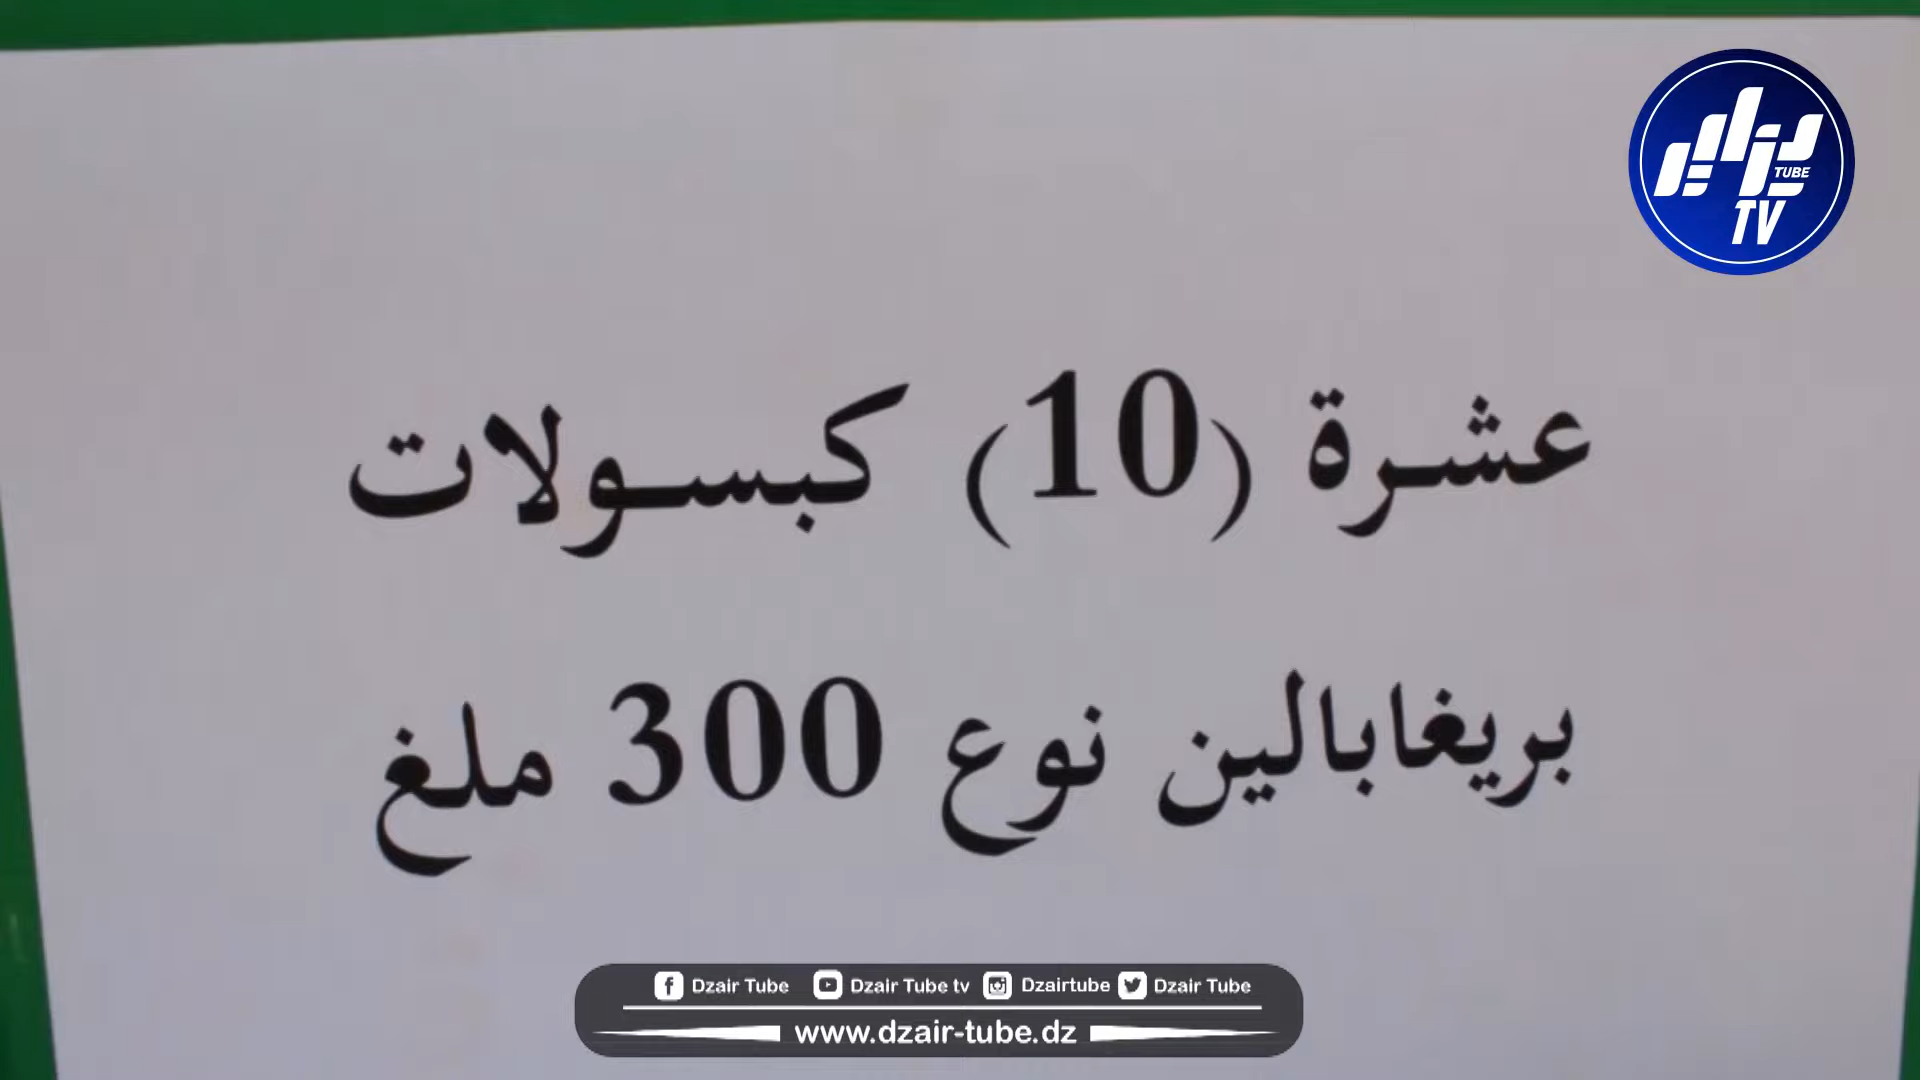 TUBE
TV
عشرة (10) كبسولات
بريغابالين نوع 300 ملغ
Dzair Tube Dzair Tube tv Dzairtube Dzair Tube
www.dzair-tube.dz